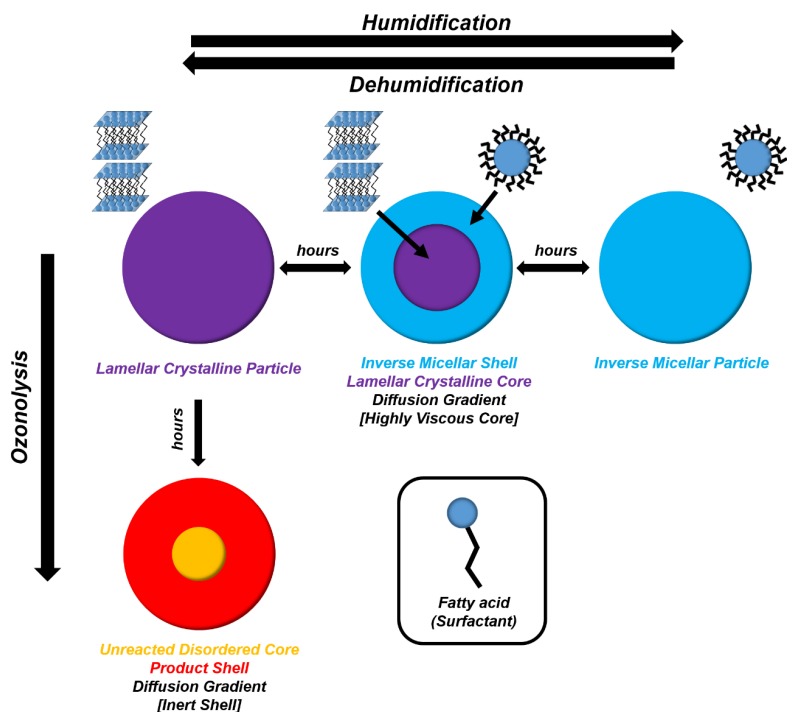 Humidification
Dehumidification
hours
hours
Lamellar Crystalline Particle
Inverse Micellar Shell
Lamellar Crystalline Core
Diffusion Gradient
[Highly Viscous Core]
Inverse Micellar Particle
Ozonolysis
hours
Fatty acid
(Surfactant)
Unreacted Disordered Core
Product Shell
Diffusion Gradient
[Inert Shell]